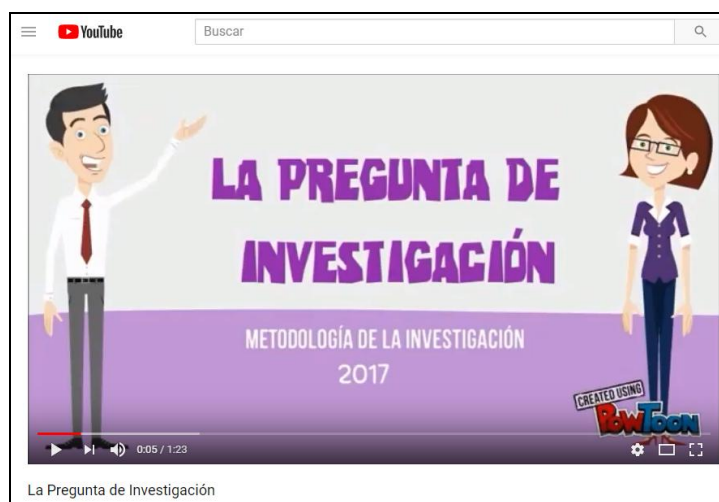 YouTube
Buscar
LA PREGUNTA DE
INVESTIGACIÓN
METODOLOGÍA DE LA INVESTIGACIÓN
2017
CREATED USING
POWTOON
0:05 / 1:23
La Pregunta de Investigación